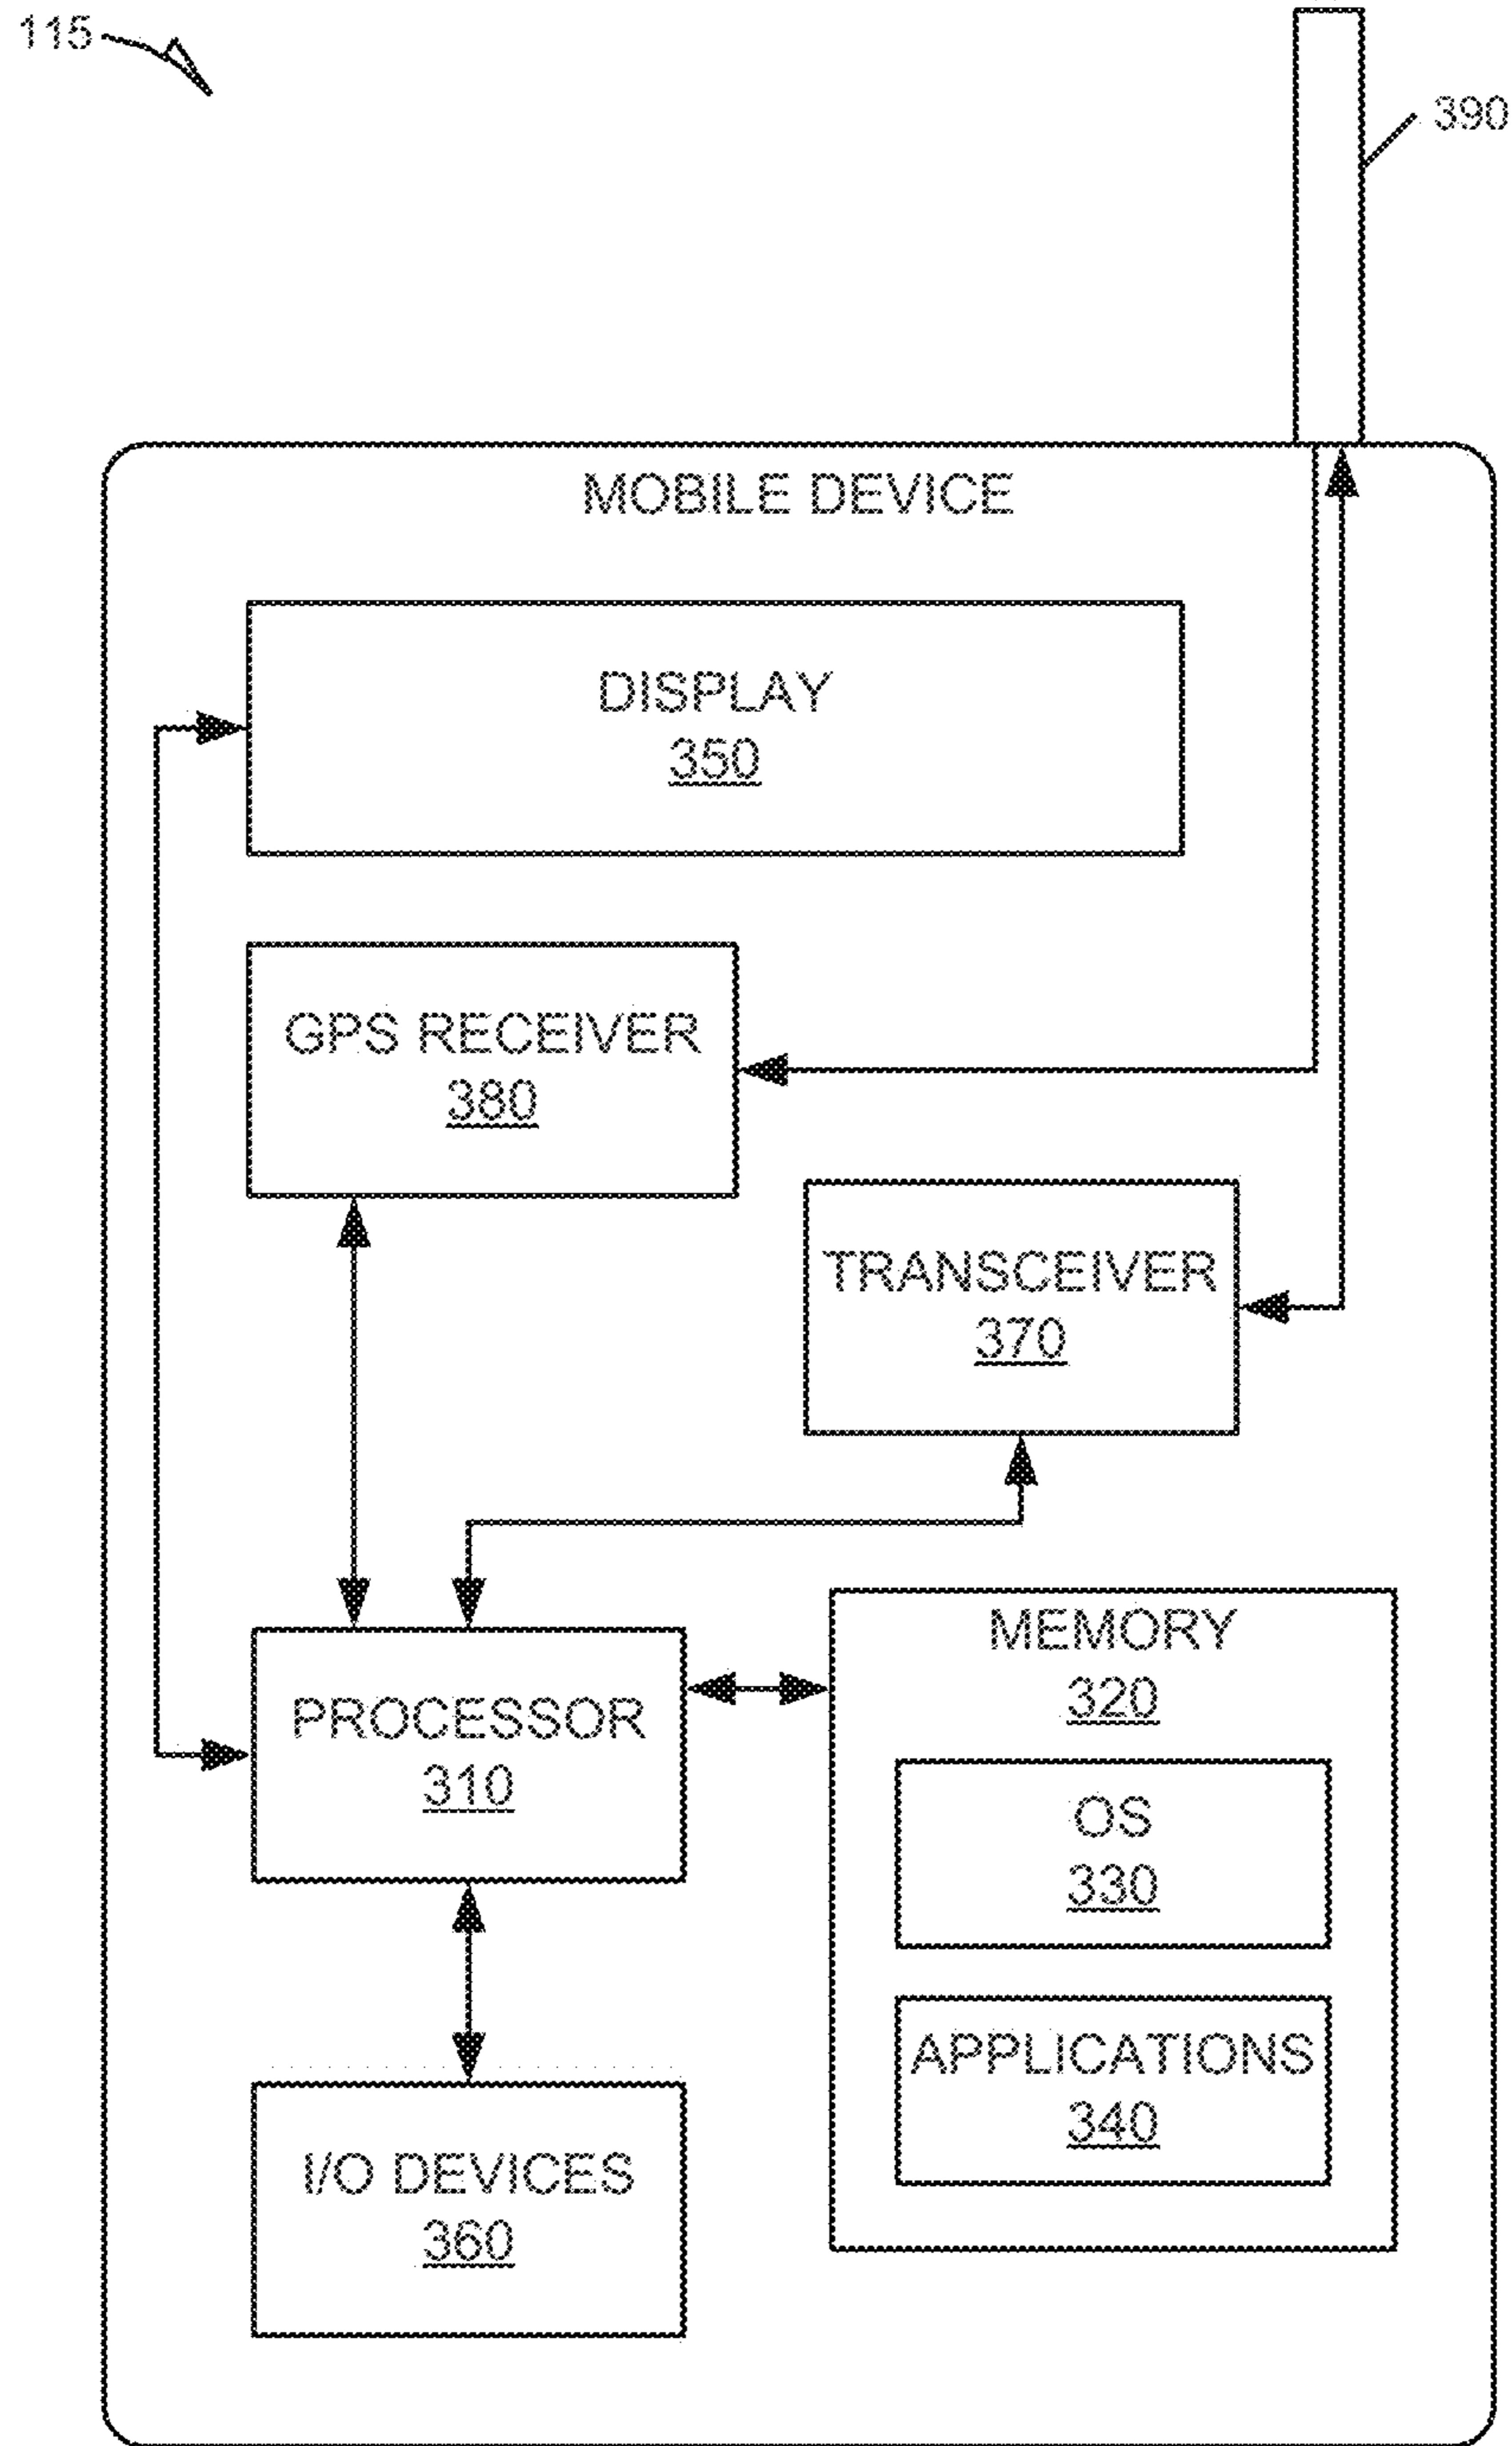 115
390
MOBILE DEVICE
DISPLAY
350
GPS RECEIVER
380
TRANSCEIVER
370
PROCESSOR
310
MEMORY
320
OS
330
APPLICATIONS
340
I/O DEVICES
360